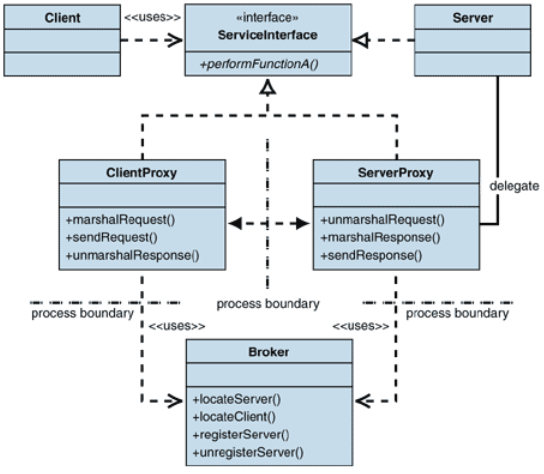 Client
<<uses>>
«interface»
ServiceInterface
+performFunctionA()
Server
ClientProxy
+marshalRequest()
+sendRequest()
+unmarshalResponse()
ServerProxy
+unmarshalRequest()
+marshalResponse()
+sendResponse()
delegate
process boundary
process boundary
process boundary
<<uses>>
<<uses>>
Broker
+locateServer()
+locateClient()
+registerServer()
+unregisterServer()